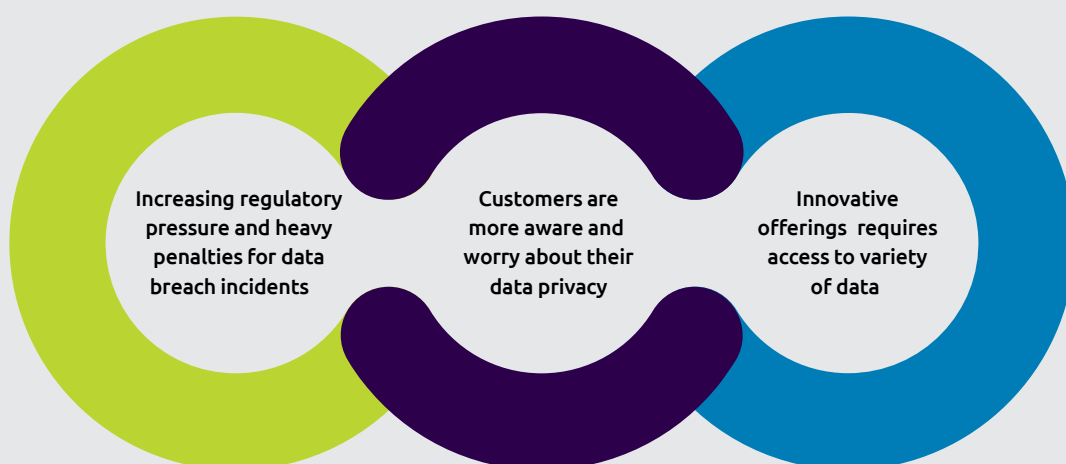 Increasing regulatory
pressure and heavy
penalties for data
breach incidents
Customers are
more aware and
worry about their
data privacy
Innovative
offerings requires
access to variety
of data